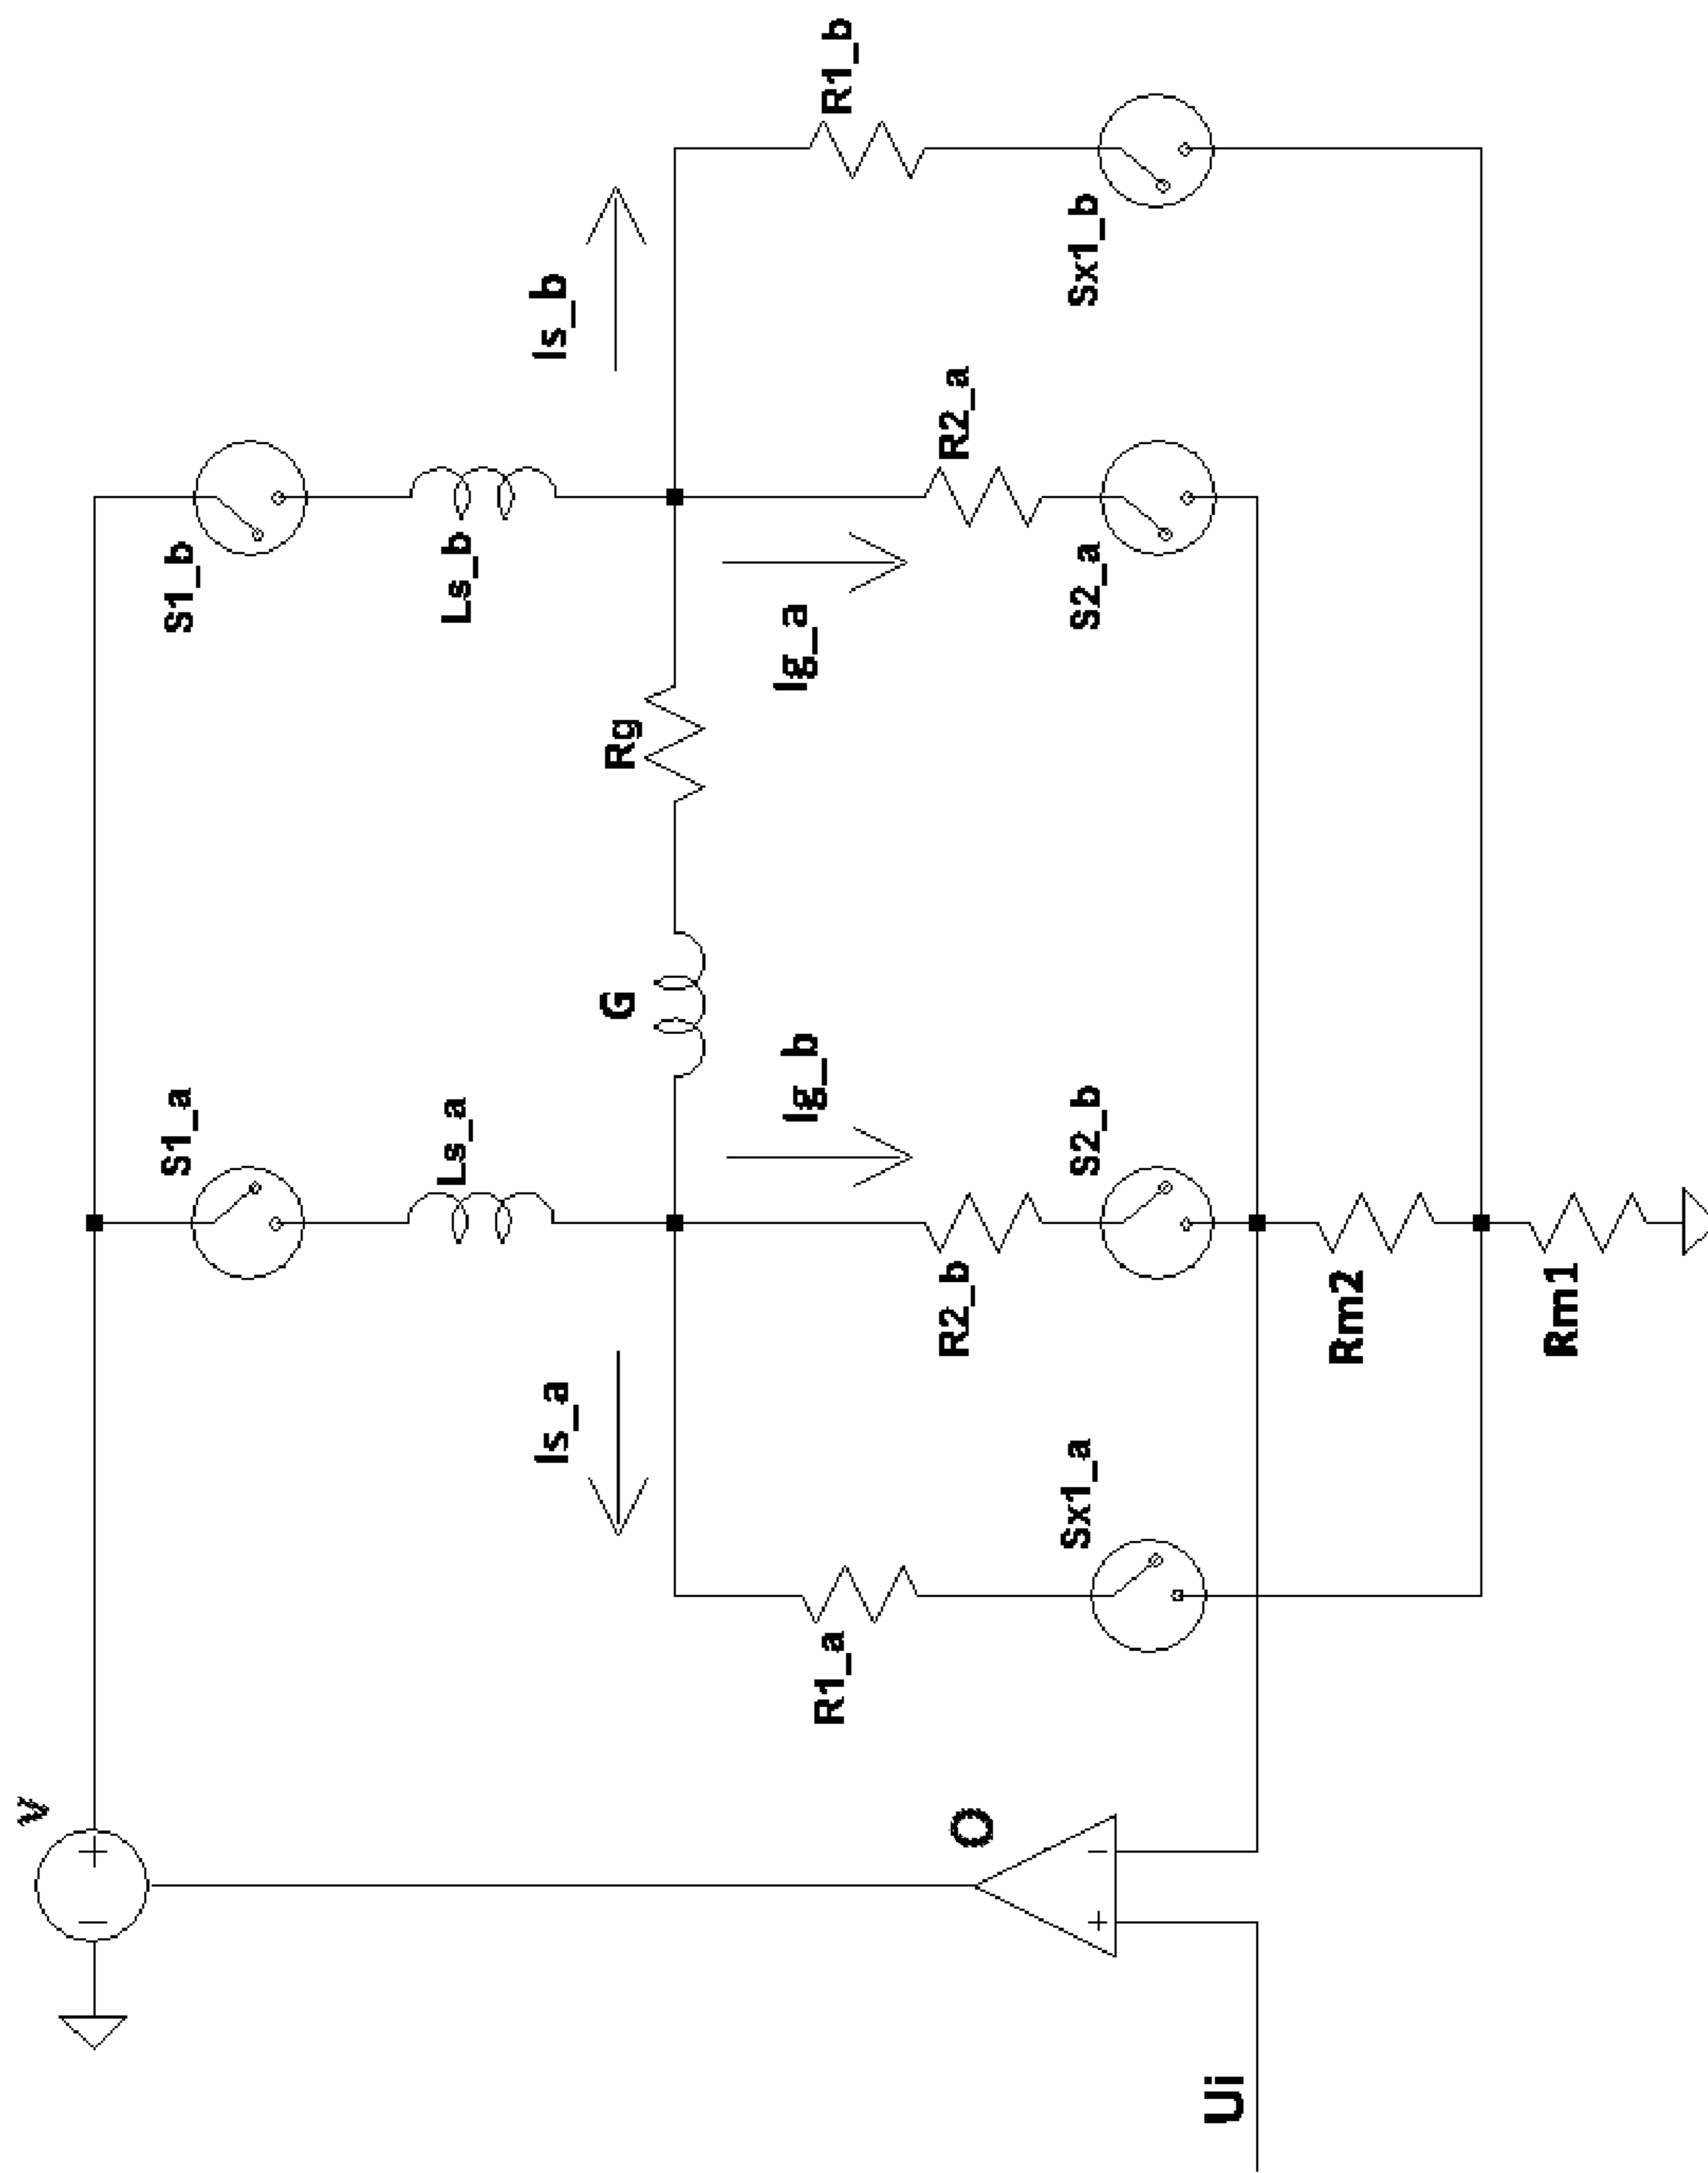 V
+
−
S1_a
S1_b
Ls_a
Ls_b
Is_a
G
Rg
Is_b
Ig_b
Ig_a
R1_a
R1_b
O
R2_b
R2_a
Sx1_a
S2_b
S2_a
Sx1_b
+
−
Ui
Rm2
Rm1